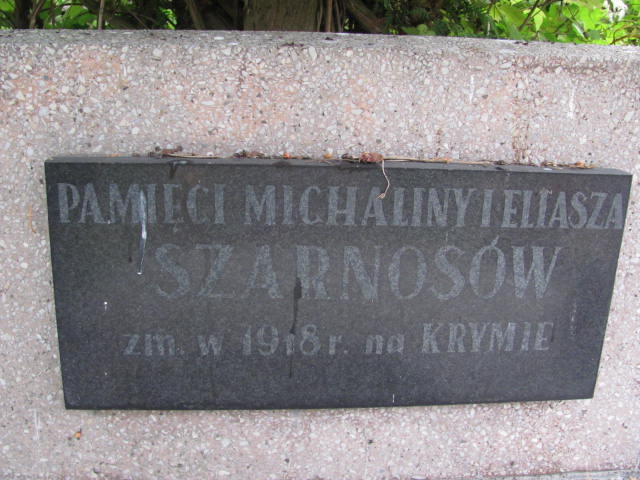 PAMIĘCI MICHALINY I ELIASZA
SZARNOSÓW
zm. w 1918 r. na KRYMIE